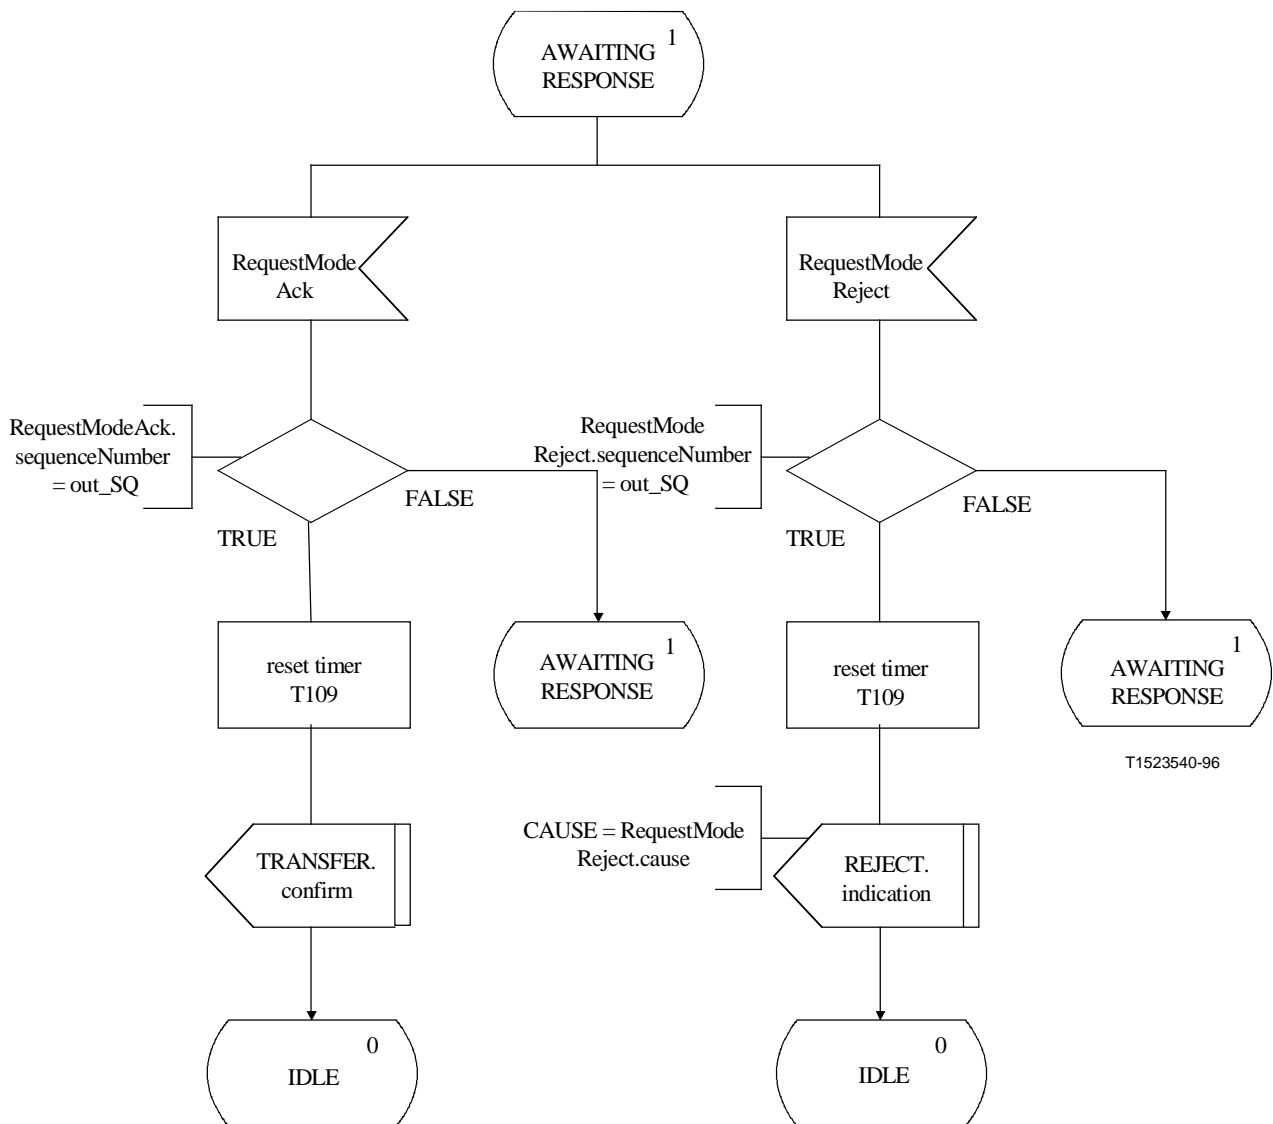 1
AWAITING
RESPONSE
RequestMode
Ack
RequestMode
Reject
RequestModeAck.
sequenceNumber
= out_SQ
FALSE
TRUE
RequestMode
Reject.sequenceNumber
= out_SQ
FALSE
TRUE
reset timer
T109
1
AWAITING
RESPONSE
reset timer
T109
1
AWAITING
RESPONSE
T1523540-96
TRANSFER.
confirm
CAUSE = RequestMode
Reject.cause
REJECT.
indication
0
IDLE
0
IDLE